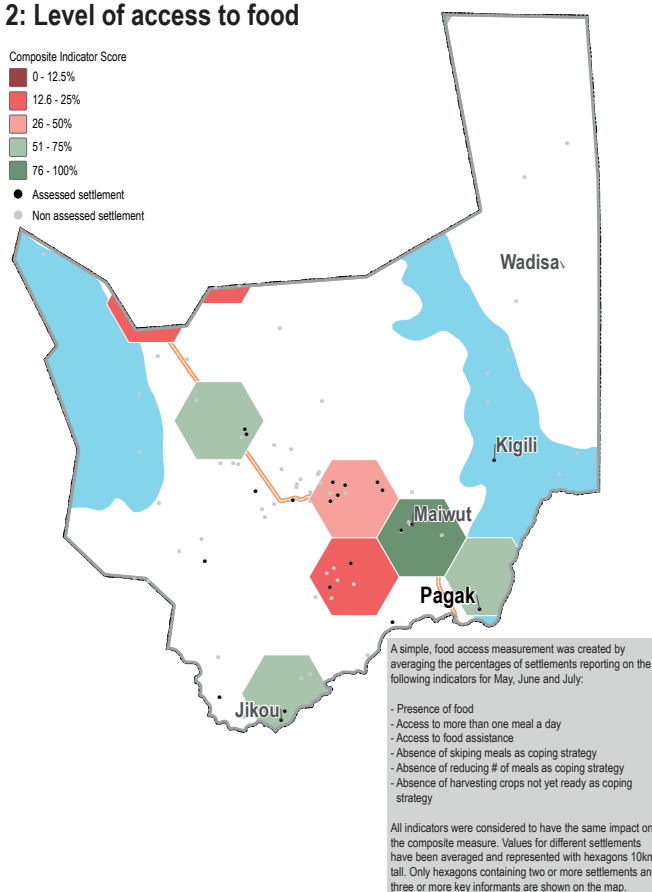 2: Level of access to food
Composite Indicator Score
0 - 12.5%
12.6 - 25%
26 - 50%
51 - 75%
76 - 100%
Assessed settlement
Non assessed settlement
Wadisa
Kigili
Maiwut
Pagak
Jikou
A simple, food access measurement was created by
averaging the percentages of settlements reporting on the
following indicators for May, June and July:
- Presence of food
- Access to more than one meal a day
- Access to food assistance
- Absence of skiping meals as coping strategy
- Absence of reducing # of meals as coping strategy
- Absence of harvesting crops not yet ready as coping
strategy
All indicators were considered to have the same impact on
the composite measure. Values for different settlements
have been averaged and represented with hexagons 10km
tall. Only hexagons containing two or more settlements an
three or more key informants are shown on the map.